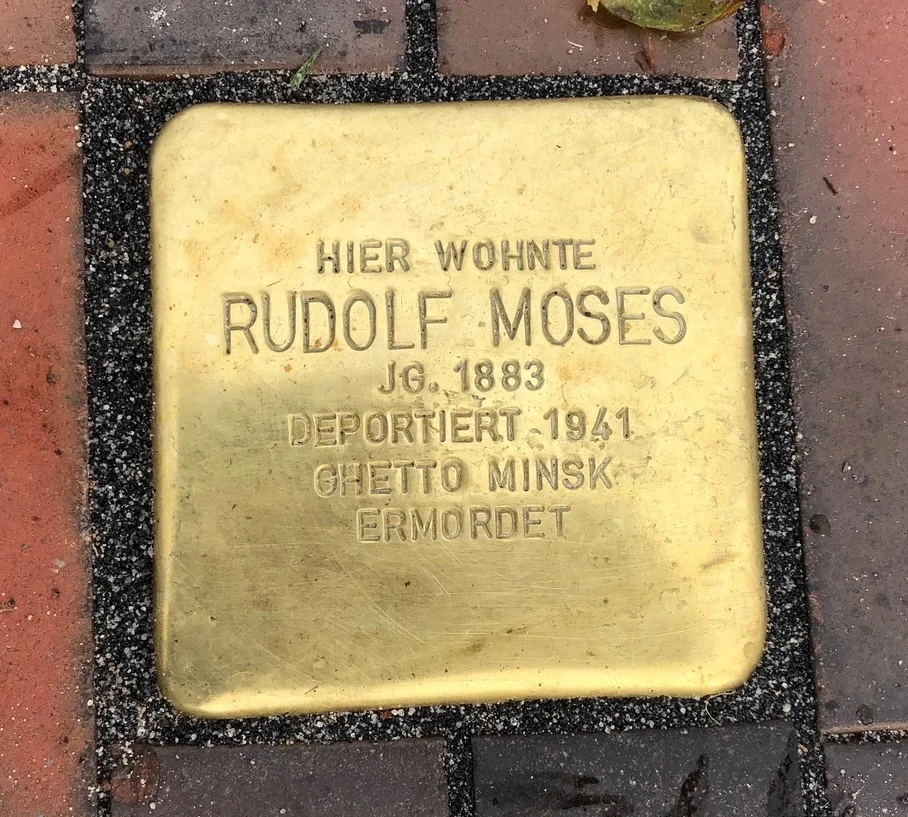 HIER WOHNTE
RUDOLF MOSES
JG. 1883
DEPORTIERT 1941
GHETTO MINSK
ERMORDET